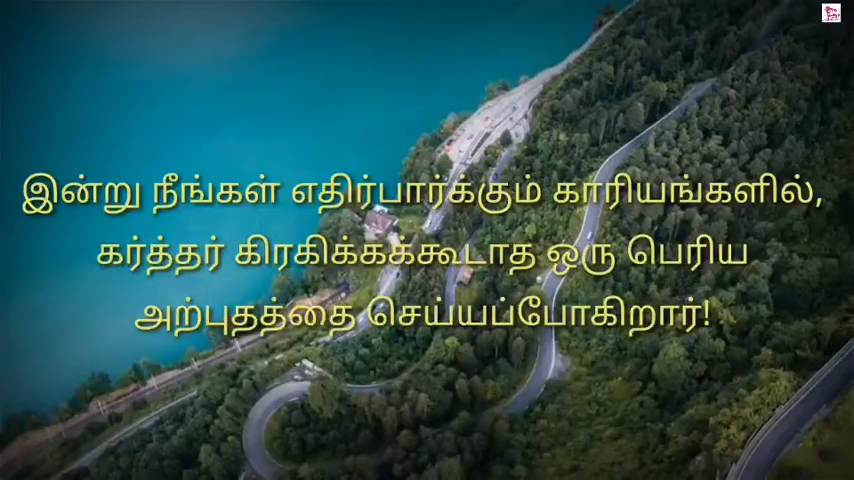 இன்று நீங்கள் எதிர்பார்க்கும் காரியங்களில்,
கர்த்தர் கிரகிக்கக்கூடாத ஒரு பெரிய
அற்புதத்தை செய்யப்போகிறார்!